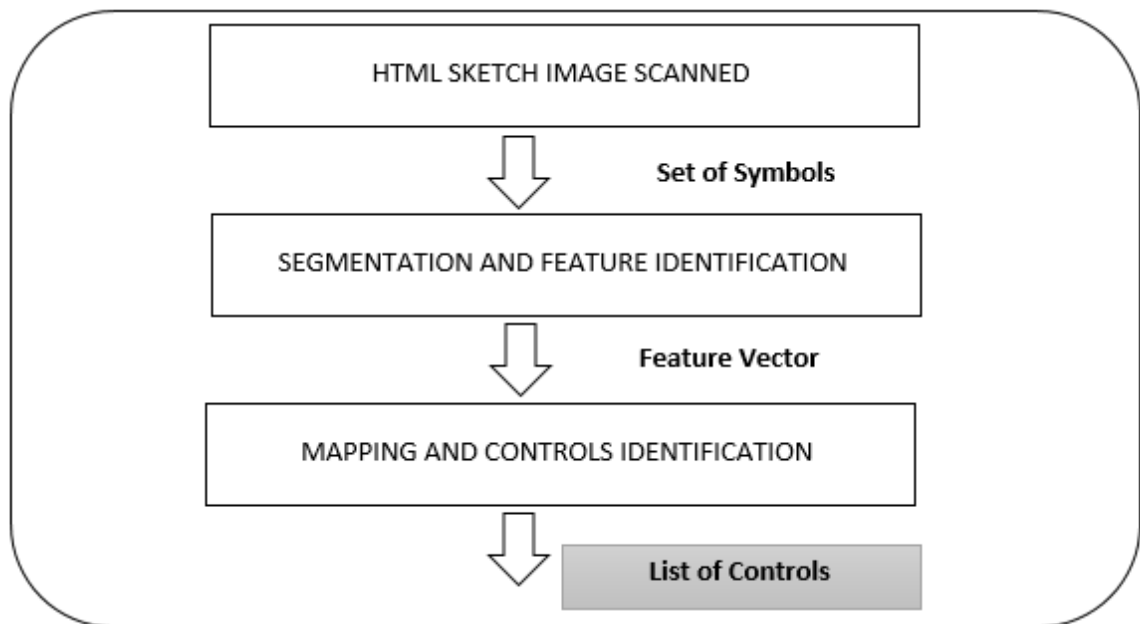 HTML SKETCH IMAGE SCANNED
Set of Symbols
SEGMENTATION AND FEATURE IDENTIFICATION
Feature Vector
MAPPING AND CONTROLS IDENTIFICATION
List of Controls